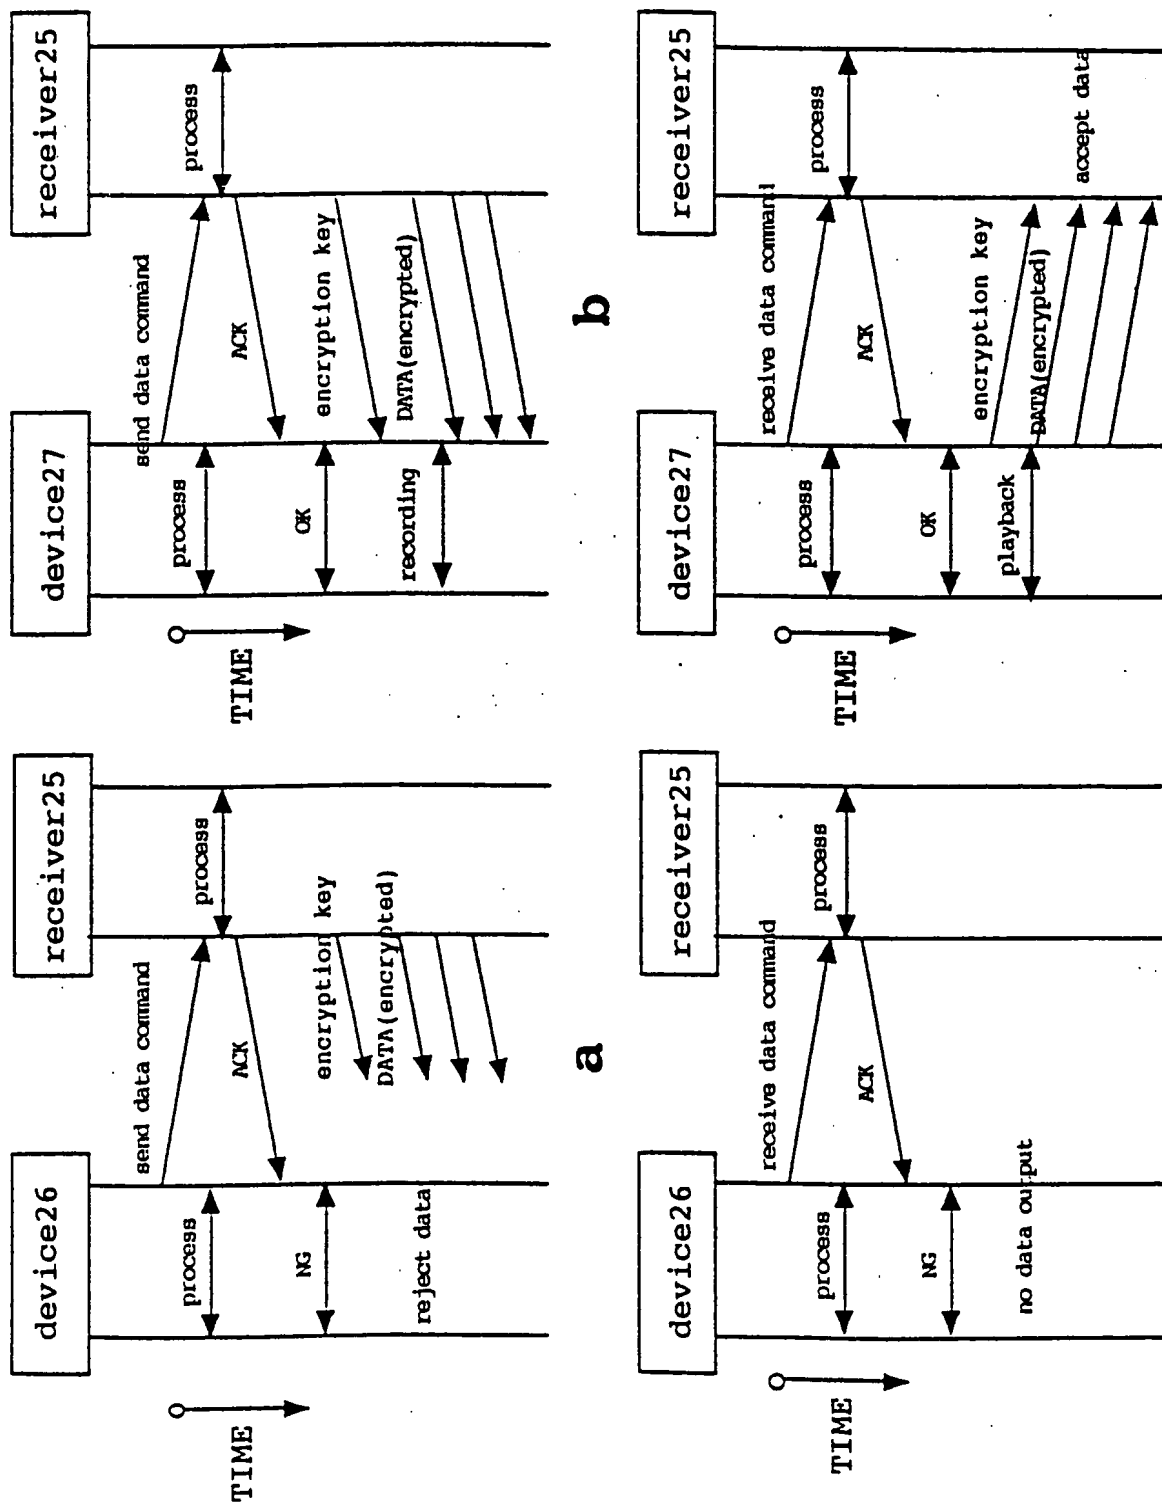 device26
receiver25
send data command
process
process
ACK
NG
encryption key
reject data
DATA(encrypted)
TIME
a
device27
receiver25
send data command
process
process
ACK
OK
encryption key
recording
DATA(encrypted)
TIME
b
device26
receiver25
receive data command
process
process
ACK
NG
no data output
TIME
device27
receiver25
receive data command
process
process
ACK
OK
encryption key
playback
DATA(encrypted)
accept data
TIME